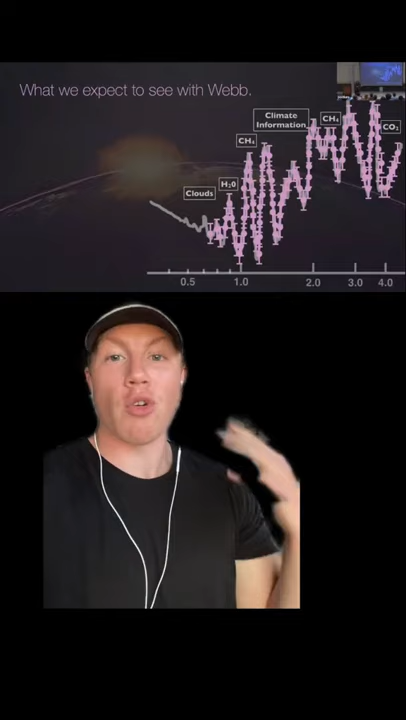 What we expect to see with Webb.
Climate
Information
CH₄
CO₂
CH₄
H₂0
Clouds
0.5
1.0
2.0
3.0
4.0